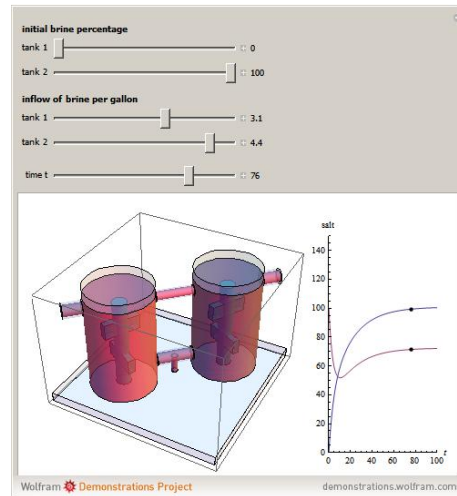 initial brine percentage
tank 1 0
tank 2 100
inflow of brine per gallon
tank 1 3.1
tank 2 4.4
time t 76
salt
140
120
100
80
60
40
20
0 20 40 60 80 100 t
Wolfram Demonstrations Project demonstrations.wolfram.com